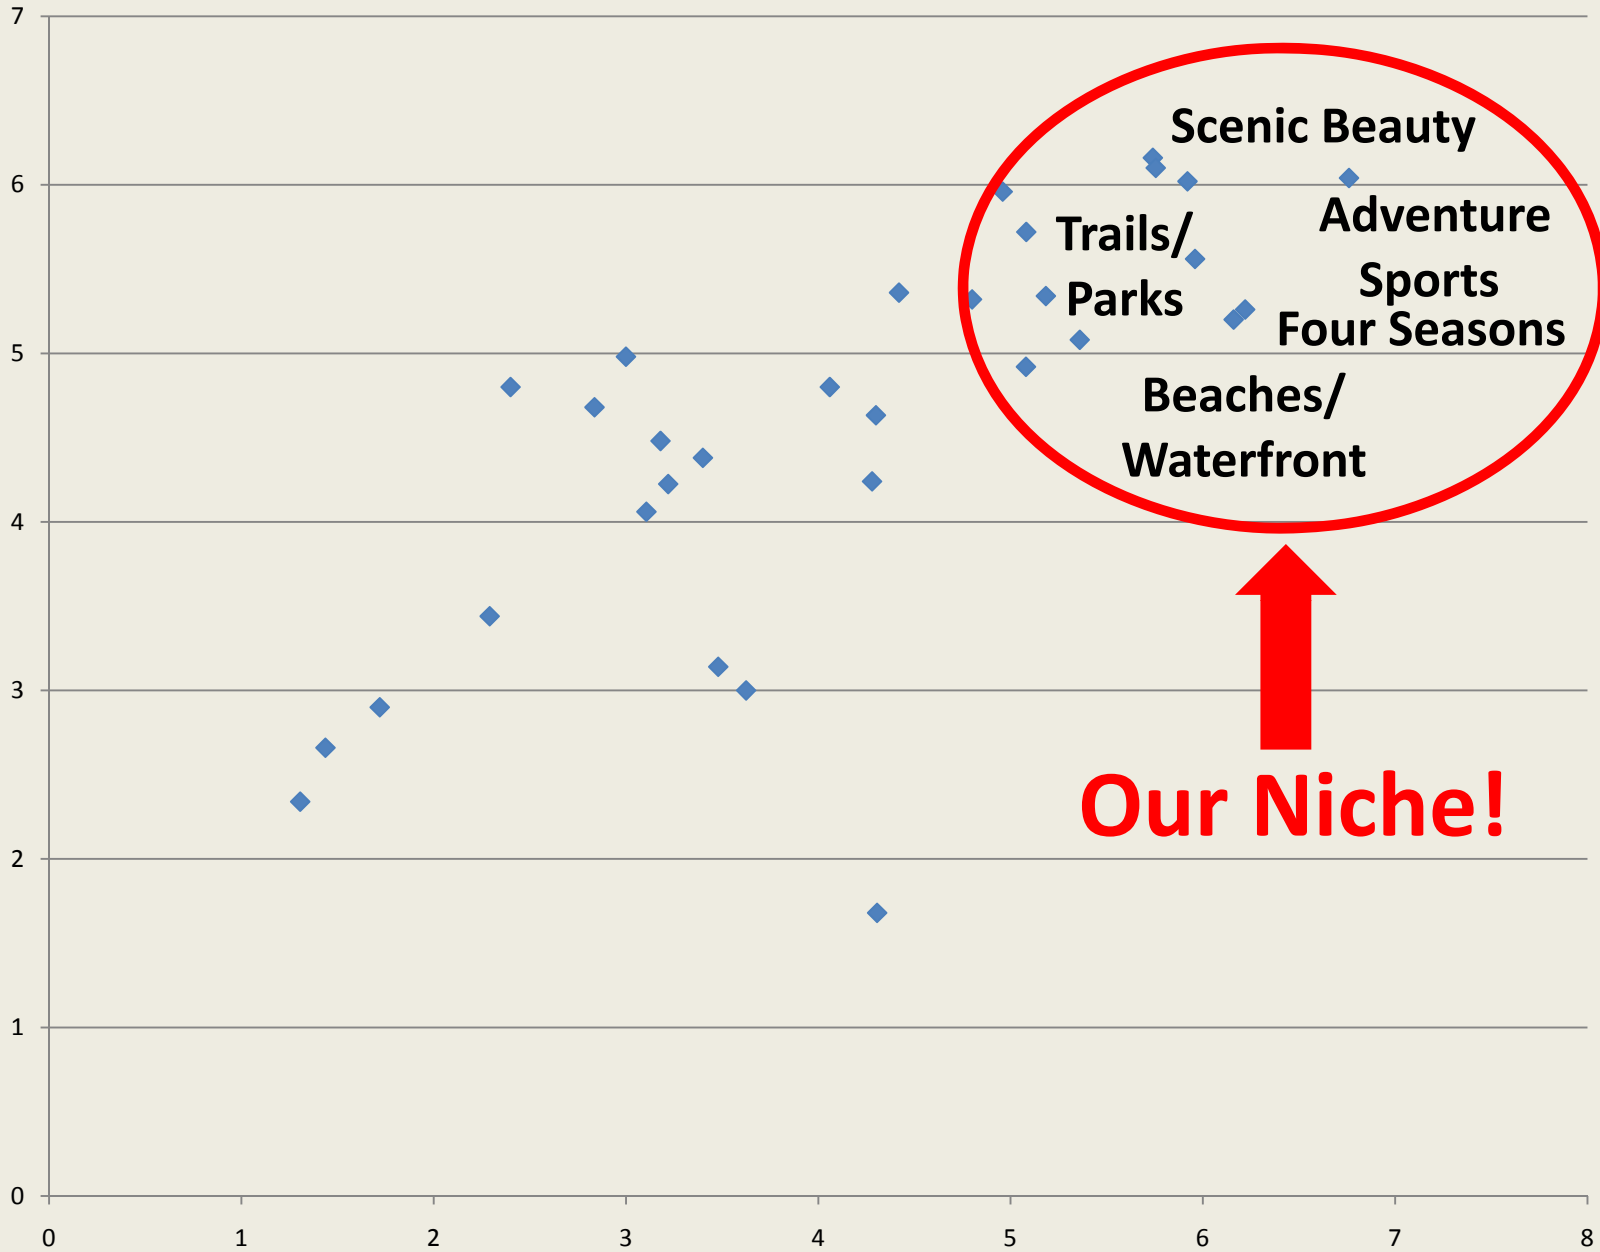 7
6
5
4
3
2
1
0
0 1 2 3 4 5 6 7 8
Scenic Beauty
Trails/
Parks
Adventure
Sports
Four Seasons
Beaches/
Waterfront
Our Niche!